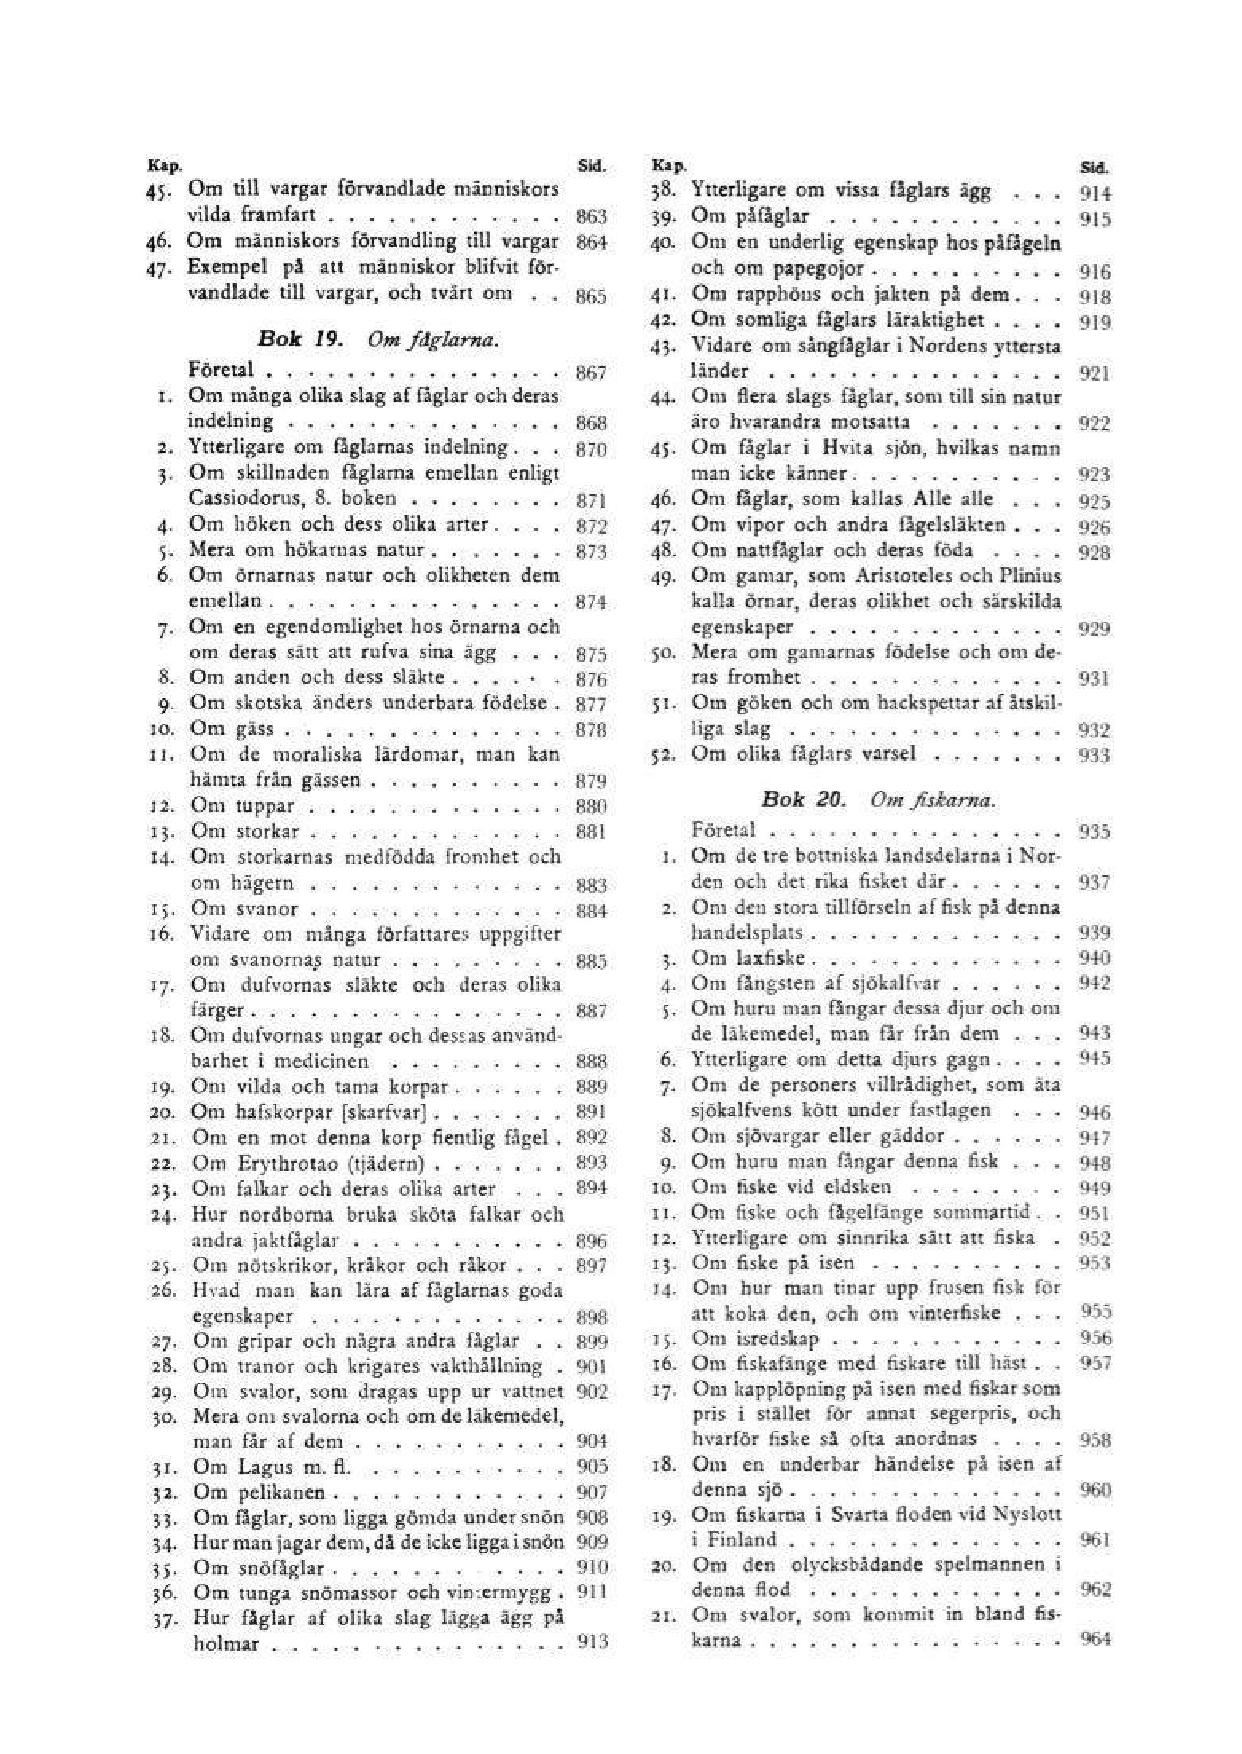 Kap. Sid.
45. Om till vargar förvandlade människors
vilda framfart . . . . . . . . . . . . 863
46. Om människors förvandling till vargar 864
47. Exempel på att människor blifvit för-
vandlade till vargar, och tvärt om . . 865
Bok 19. Om fåglarna.
Företal . . . . . . . . . . . . . . . 867
1. Om många olika slag af fåglar och deras
indelning . . . . . . . . . . . . . . 868
2. Ytterligare om fåglarnas indelning . . . 870
3. Om skillnaden fåglarna emellan enligt
Cassiodorus, 8. boken . . . . . . . . 871
4. Om höken och dess olika arter . . . . 872
5. Mera om hökarnas natur . . . . . . . 873
6. Om örnarnas natur och olikheten dem
emellan . . . . . . . . . . . . . . . 874
7. Om en egendomlighet hos örnarna och
om deras sätt att rufva sina ägg . . . 875
8. Om anden och dess släkte . . . . . . 876
9. Om skotska änders underbara födelse . 877
10. Om gäss . . . . . . . . . . . . . . 878
11. Om de moraliska lärdomar, man kan
hämta från gässen . . . . . . . . . . 879
12. Om tuppar . . . . . . . . . . . . . 880
13. Om storkar . . . . . . . . . . . . . 881
14. Om storkarnas medfödda fromhet och
om hägern . . . . . . . . . . . . . 883
15. Om svanor . . . . . . . . . . . . . 884
16. Vidare om många författares uppgifter
om svanornas natur . . . . . . . . . 885
17. Om dufvornas släkte och deras olika
färger . . . . . . . . . . . . . . . . 887
18. Om dufvornas ungar och dessas använd-
barhet i medicinen . . . . . . . . . 888
19. Om vilda och tama korpar . . . . . . 889
20. Om hafskorpar [skarfvar] . . . . . . . 891
21. Om en mot denna korp fientlig fågel . 892
22. Om Erythrotao (tjädern) . . . . . . . 893
23. Om falkar och deras olika arter . . . 894
24. Hur nordborna bruka sköta falkar och
andra jaktfåglar . . . . . . . . . . . 896
25. Om nötskrikor, kråkor och råkor . . . 897
26. Hvad man kan lära af fåglarnas goda
egenskaper . . . . . . . . . . . . . 898
27. Om gripar och några andra fåglar . . 899
28. Om tranor och krigares vakthållning . 901
29. Om svalor, som dragas upp ur vattnet 902
30. Mera om svalorna och om de läkemedel,
man får af dem . . . . . . . . . . . 904
31. Om Lagus m. fl. . . . . . . . . . . 905
32. Om pelikanen . . . . . . . . . . . . 907
33. Om fåglar, som ligga gömda under snön 908
34. Hur man jagar dem, då de icke ligga i snön 909
35. Om snöfåglar . . . . . . . . . . . . 910
36. Om tunga snömassor och vintermygg . 911
37. Hur fåglar af olika slag lägga ägg på
holmar . . . . . . . . . . . . . . . 913
Kap. Sid.
38. Ytterligare om vissa fåglars ägg . . . 914
39. Om påfåglar . . . . . . . . . . . . 915
40. Om en underlig egenskap hos påfågeln
och om papegojor . . . . . . . . . . 916
41. Om rapphöns och jakten på dem . . . 918
42. Om somliga fåglars läraktighet . . . . 919
43. Vidare om sångfåglar i Nordens yttersta
länder . . . . . . . . . . . . . . . 921
44. Om flera slags fåglar, som till sin natur
äro hvarandra motsatta . . . . . . . 922
45. Om fåglar i Hvita sjön, hvilkas namn
man icke känner . . . . . . . . . . . 923
46. Om fåglar, som kallas Alle alle . . . 925
47. Om vipor och andra fågelsläkten . . . 926
48. Om nattfåglar och deras föda . . . . 928
49. Om gamar, som Aristoteles och Plinius
kalla örnar, deras olikhet och särskilda
egenskaper . . . . . . . . . . . . . 929
50. Mera om gamarnas födelse och om de-
ras fromhet . . . . . . . . . . . . . 931
51. Om göken och om hackspettar af åtskil-
liga slag . . . . . . . . . . . . . . 932
52. Om olika fåglars varsel . . . . . . . 933
Bok 20. Om fiskarna.
Företal . . . . . . . . . . . . . . . 935
1. Om de tre bottniska landsdelarna i Nor-
den och det rika fisket där . . . . . . 937
2. Om den stora tillförseln af fisk på denna
handelsplats . . . . . . . . . . . . . 939
3. Om laxfiske . . . . . . . . . . . . . 940
4. Om fångsten af sjökalfvar . . . . . . 942
5. Om huru man fångar dessa djur och om
de läkemedel, man får från dem . . . 943
6. Ytterligare om detta djurs gagn . . . . 945
7. Om de personers villrådighet, som äta
sjökalfvens kött under fastlagen . . . 946
8. Om sjövargar eller gäddor . . . . . . 947
9. Om huru man fångar denna fisk . . . 948
10. Om fiske vid eldsken . . . . . . . . 949
11. Om fiske och fågelfänge sommartid . . 951
12. Ytterligare om sinnrika sätt att fiska . 952
13. Om fiske på isen . . . . . . . . . . 953
14. Om hur man tinar upp frusen fisk för
att koka den, och om vinterfiske . . . 955
15. Om isredskap . . . . . . . . . . . . 956
16. Om fiskafänge med fiskare till häst . . 957
17. Om kapplöpning på isen med fiskar som
pris i stället för annat segerpris, och
hvarför fiske så ofta anordnas . . . . 958
18. Om en underbar händelse på isen af
denna sjö . . . . . . . . . . . . . . 960
19. Om fiskarna i Svarta floden vid Nyslott
i Finland . . . . . . . . . . . . . . 961
20. Om den olycksbådande spelmannen i
denna flod . . . . . . . . . . . . . 962
21. Om svalor, som kommit in bland fis-
karna . . . . . . . . . . . . . . . . 964